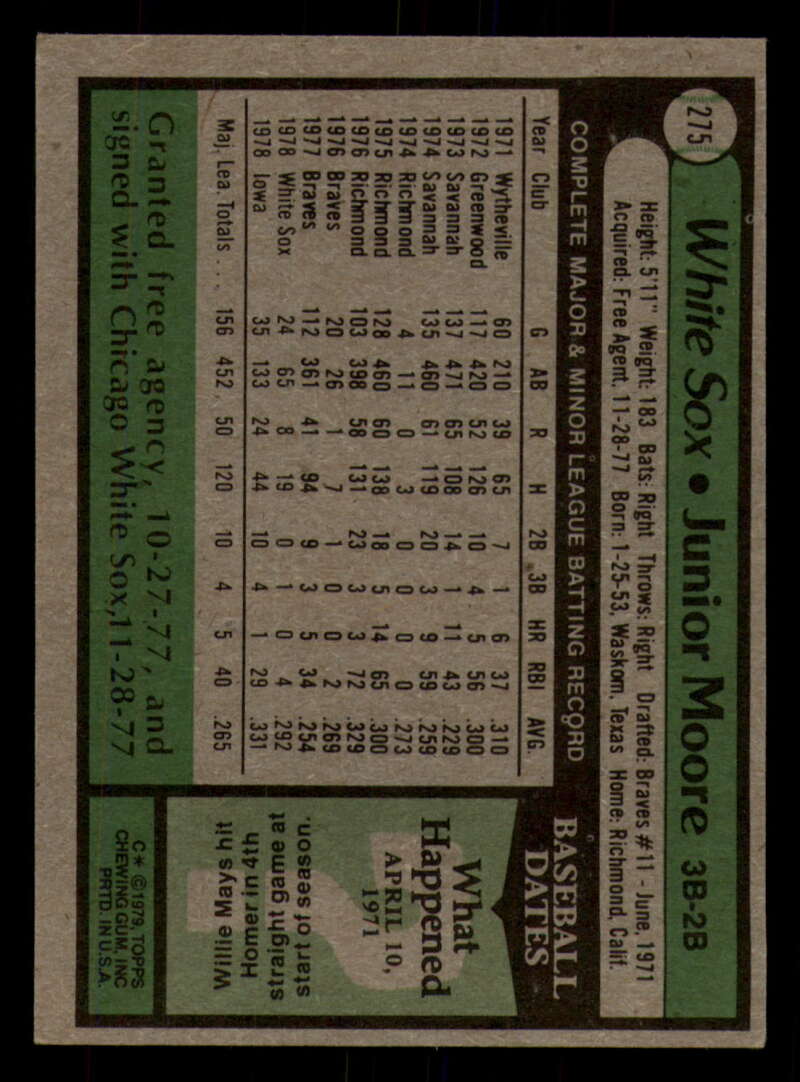 275
White Sox • Junior Moore 3B-2B
Height: 5'11" Weight: 183 Bats: Right Throws: Right Drafted: Braves #11 - June, 1971
Acquired: Free Agent, 11-28-77 Born: 1-25-53, Waskom, Texas Home: Richmond, Calif.
COMPLETE MAJOR & MINOR LEAGUE BATTING RECORD
Year Club G AB R H 2B 3B HR RBI AVG.
1971 Wytheville 60 210 39 65 7 1 6 37 .310
1972 Greenwood 117 420 52 126 10 4 5 56 .300
1973 Savannah 137 471 65 108 14 1 11 43 .229
1974 Savannah 135 460 61 119 20 3 9 59 .259
1974 Richmond 4 11 0 3 0 0 0 0 .273
1975 Richmond 128 460 60 138 18 5 14 65 .300
1976 Richmond 103 398 58 131 23 3 3 72 .329
1976 Braves 20 26 1 7 1 0 0 2 .269
1977 Braves 112 361 41 94 9 3 5 34 .254
1978 White Sox 24 65 8 19 0 1 0 4 .292
1978 Iowa 35 133 24 44 10 4 1 29 .331
Maj. Lea. Totals . . . 156 452 50 120 10 4 5 40 .265
Granted free agency, 10-27-77, and
signed with Chicago White Sox, 11-28-77
BASEBALL
DATES
What
Happened
APRIL 10,
1971
Willie Mays hit
Homer in 4th
straight game at
start of season.
C* ©1979, TOPPS
CHEWING GUM, INC
PRTD. IN U.S.A.